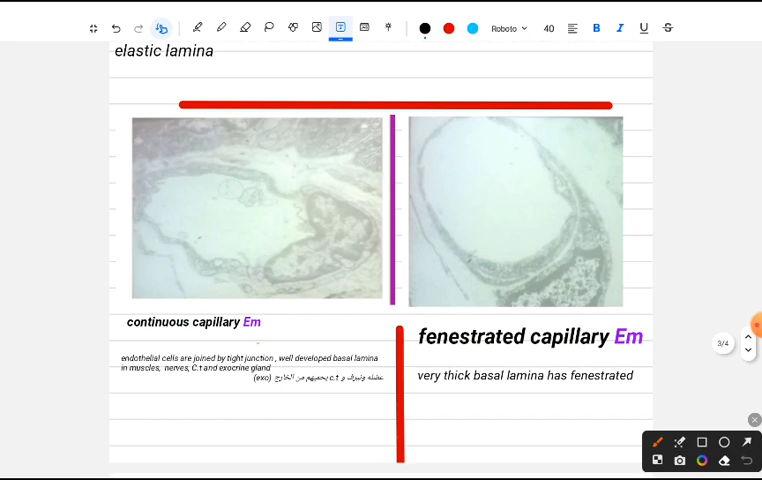 Roboto 40 B I U S
elastic lamina
continuous capillary Em
endothelial cells are joined by tight junction , well developed basal lamina
in muscles, nerves, C.t and exocrine gland
عضله ونيرف و c.t يحميهم من الخارج (exo)
fenestrated capillary Em
very thick basal lamina has fenestrated
3/4